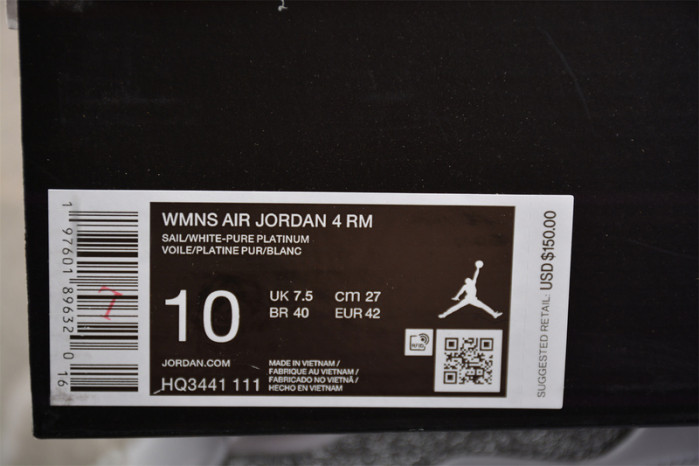 WMNS AIR JORDAN 4 RM
SAIL/WHITE-PURE PLATINUM
VOILE/PLATINE PUR/BLANC
10
UK 7.5 cm 27
BR 40 EUR 42
JORDAN.COM
HQ3441 111
MADE IN VIETNAM /
FABRIQUE AU VIETNAM /
FABRICADO NO VIETNÃ /
HECHO EN VIETNAM
1 97601 89632 0 16
SUGGESTED RETAIL: USD $150.00